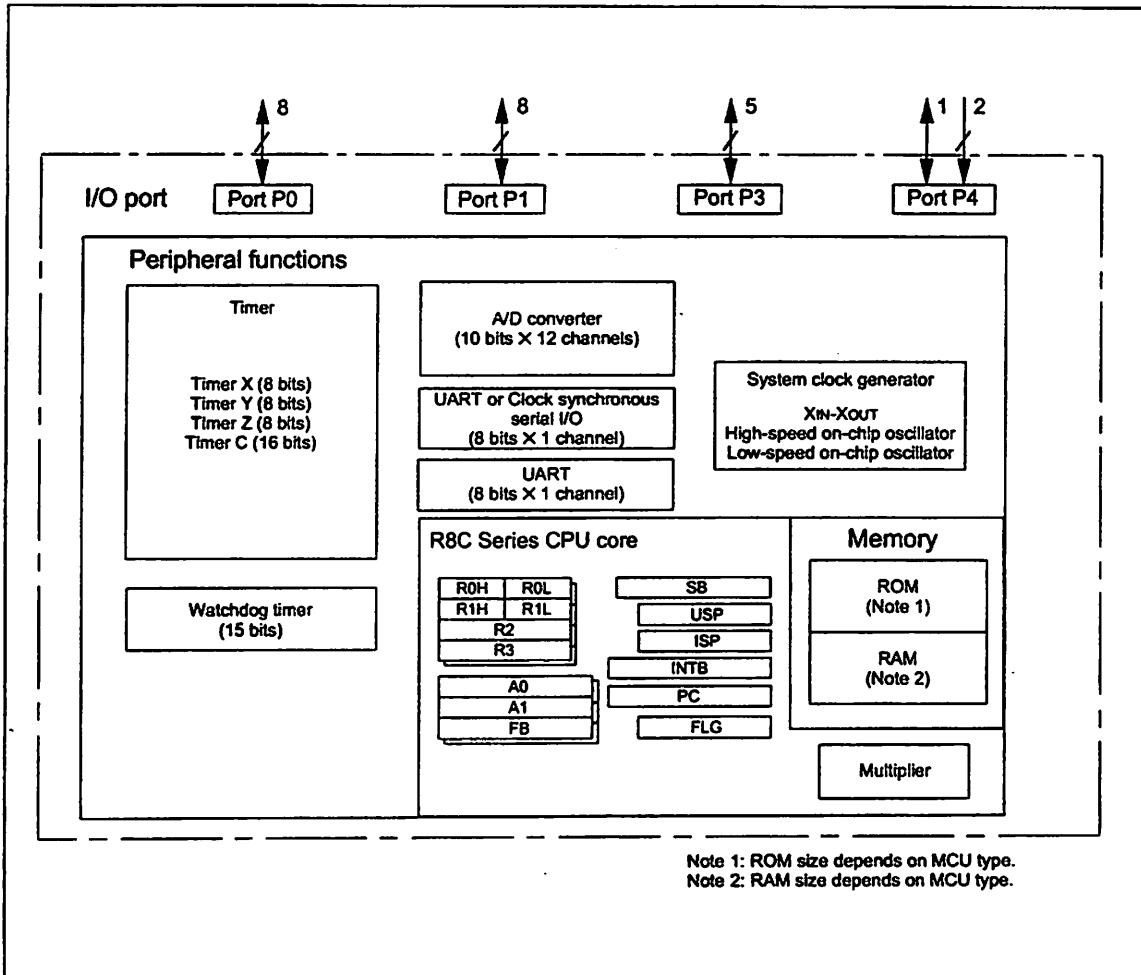 8
8
5
1
2
I/O port
Port P0
Port P1
Port P3
Port P4
Peripheral functions
Timer
Timer X (8 bits)
Timer Y (8 bits)
Timer Z (8 bits)
Timer C (16 bits)
Watchdog timer
(15 bits)
A/D converter
(10 bits X 12 channels)
UART or Clock synchronous
serial I/O
(8 bits X 1 channel)
UART
(8 bits X 1 channel)
System clock generator
XIN-XOUT
High-speed on-chip oscillator
Low-speed on-chip oscillator
R8C Series CPU core
R0H R0L
R1H R1L
R2
R3
A0
A1
FB
SB
USP
ISP
INTB
PC
FLG
Memory
ROM
(Note 1)
RAM
(Note 2)
Multiplier
Note 1: ROM size depends on MCU type.
Note 2: RAM size depends on MCU type.